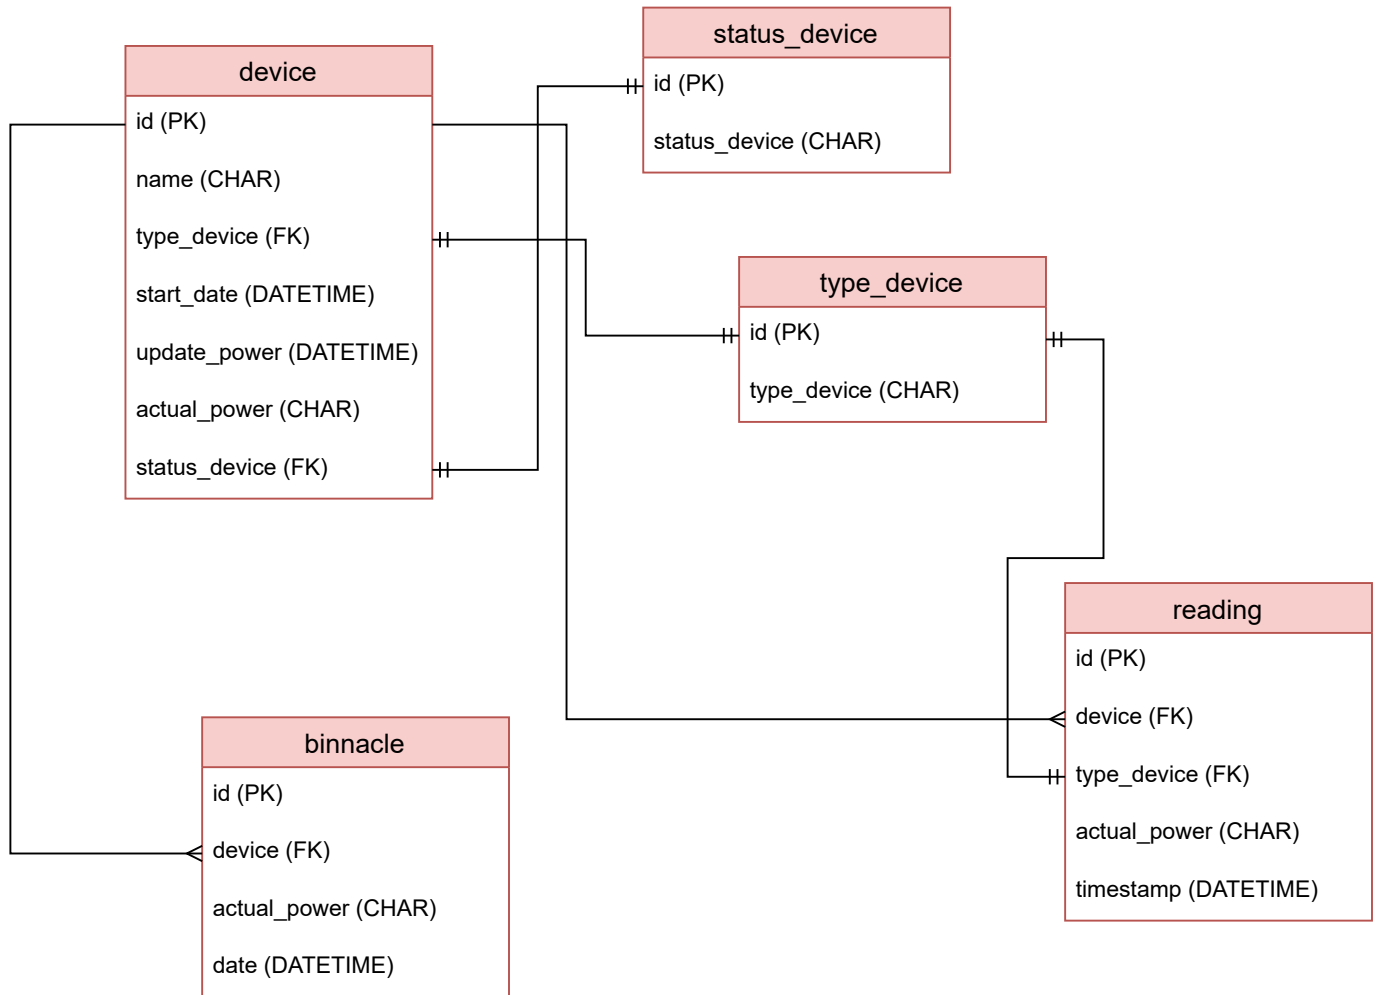 status_device
id (PK)
status_device (CHAR)
device
id (PK)
name (CHAR)
type_device (FK)
start_date (DATETIME)
update_power (DATETIME)
actual_power (CHAR)
status_device (FK)
type_device
id (PK)
type_device (CHAR)
reading
id (PK)
device (FK)
type_device (FK)
actual_power (CHAR)
timestamp (DATETIME)
binnacle
id (PK)
device (FK)
actual_power (CHAR)
date (DATETIME)